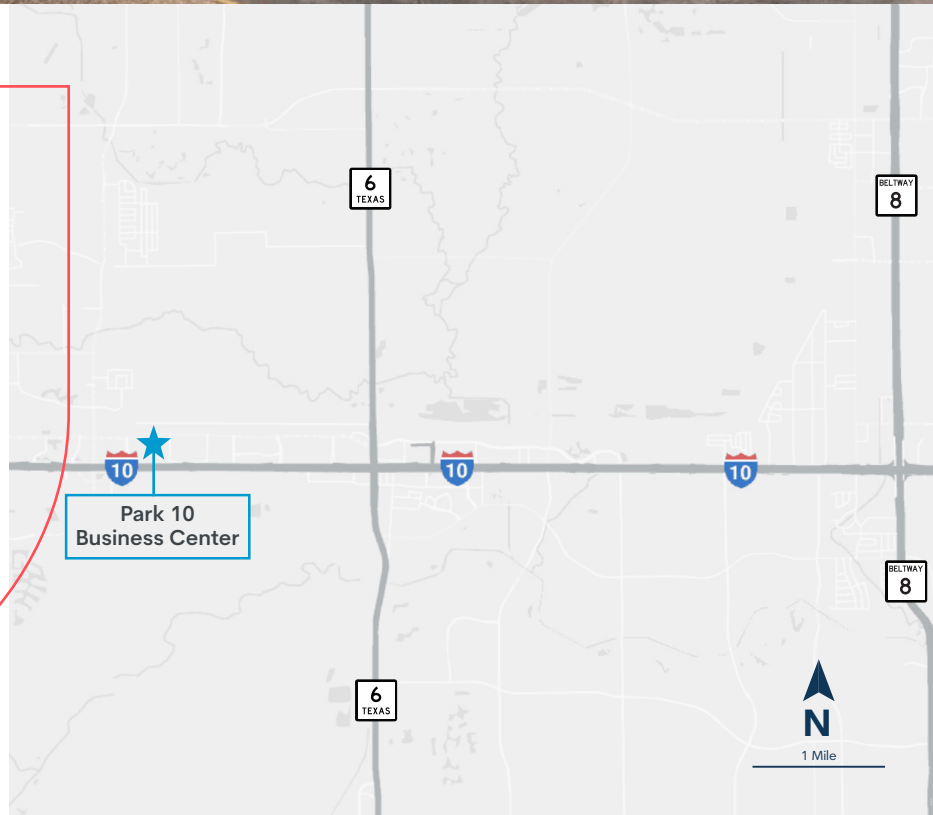 6
TEXAS
BELTWAY
8
10
10
10
Park 10
Business Center
BELTWAY
8
6
TEXAS
N
1 Mile